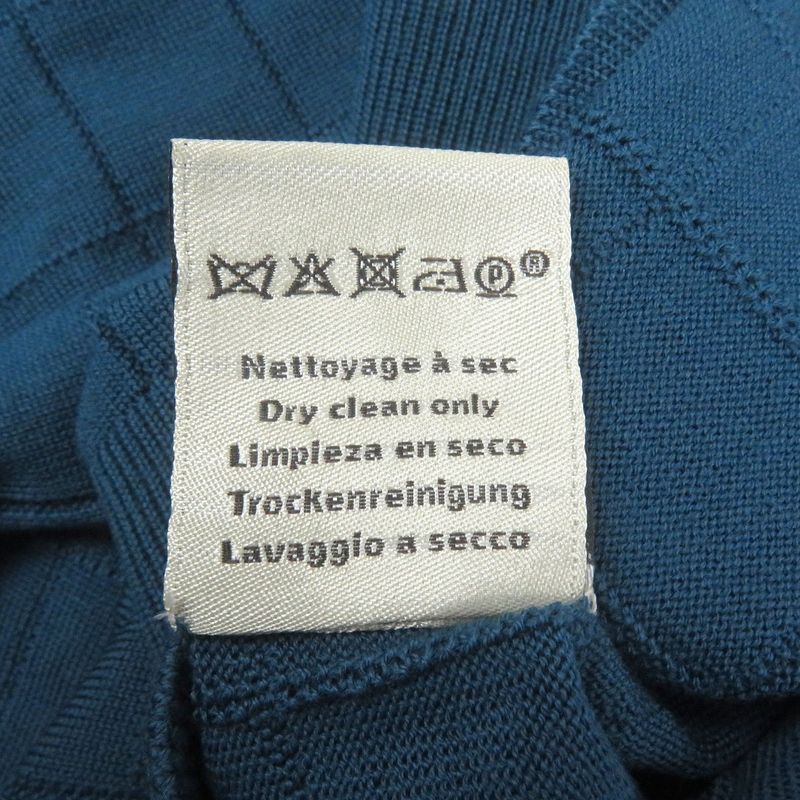 P ®
Nettoyage à sec
Dry clean only
Limpieza en seco
Trockenreinigung
Lavaggio a secco